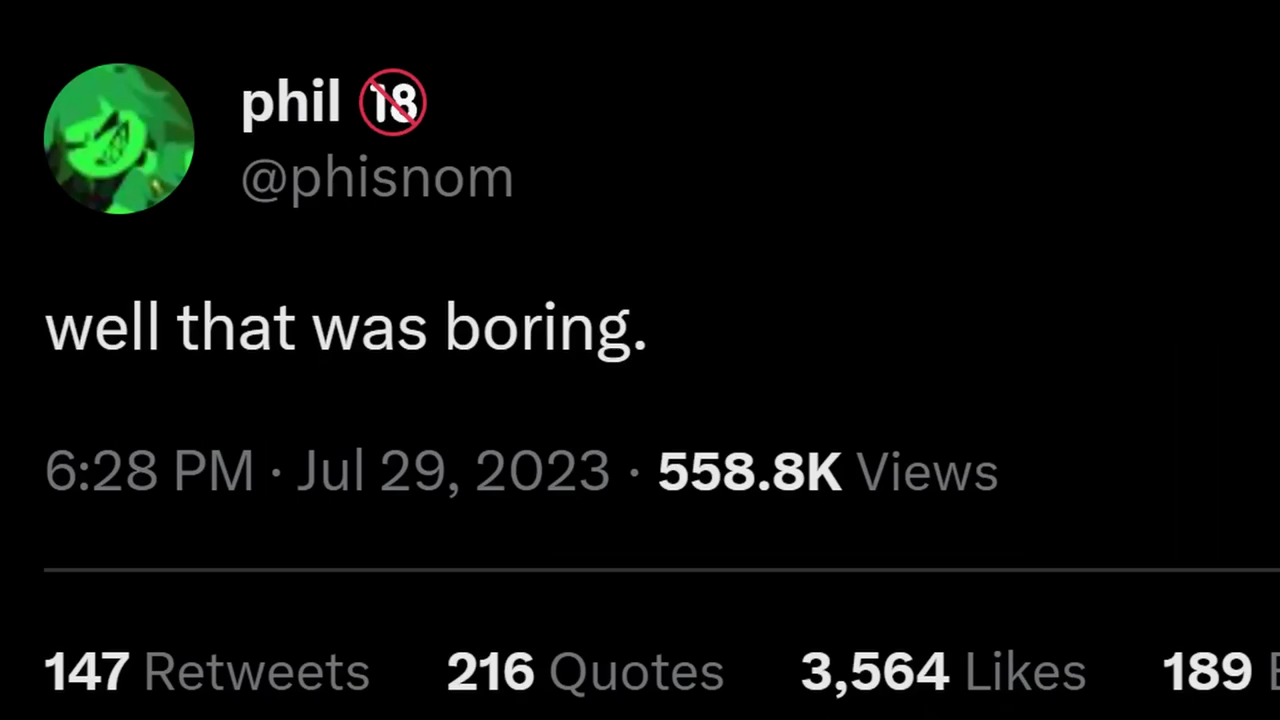 phil 🔞
@phisnom
well that was boring.
6:28 PM · Jul 29, 2023 · 558.8K Views
147 Retweets 216 Quotes 3,564 Likes 189